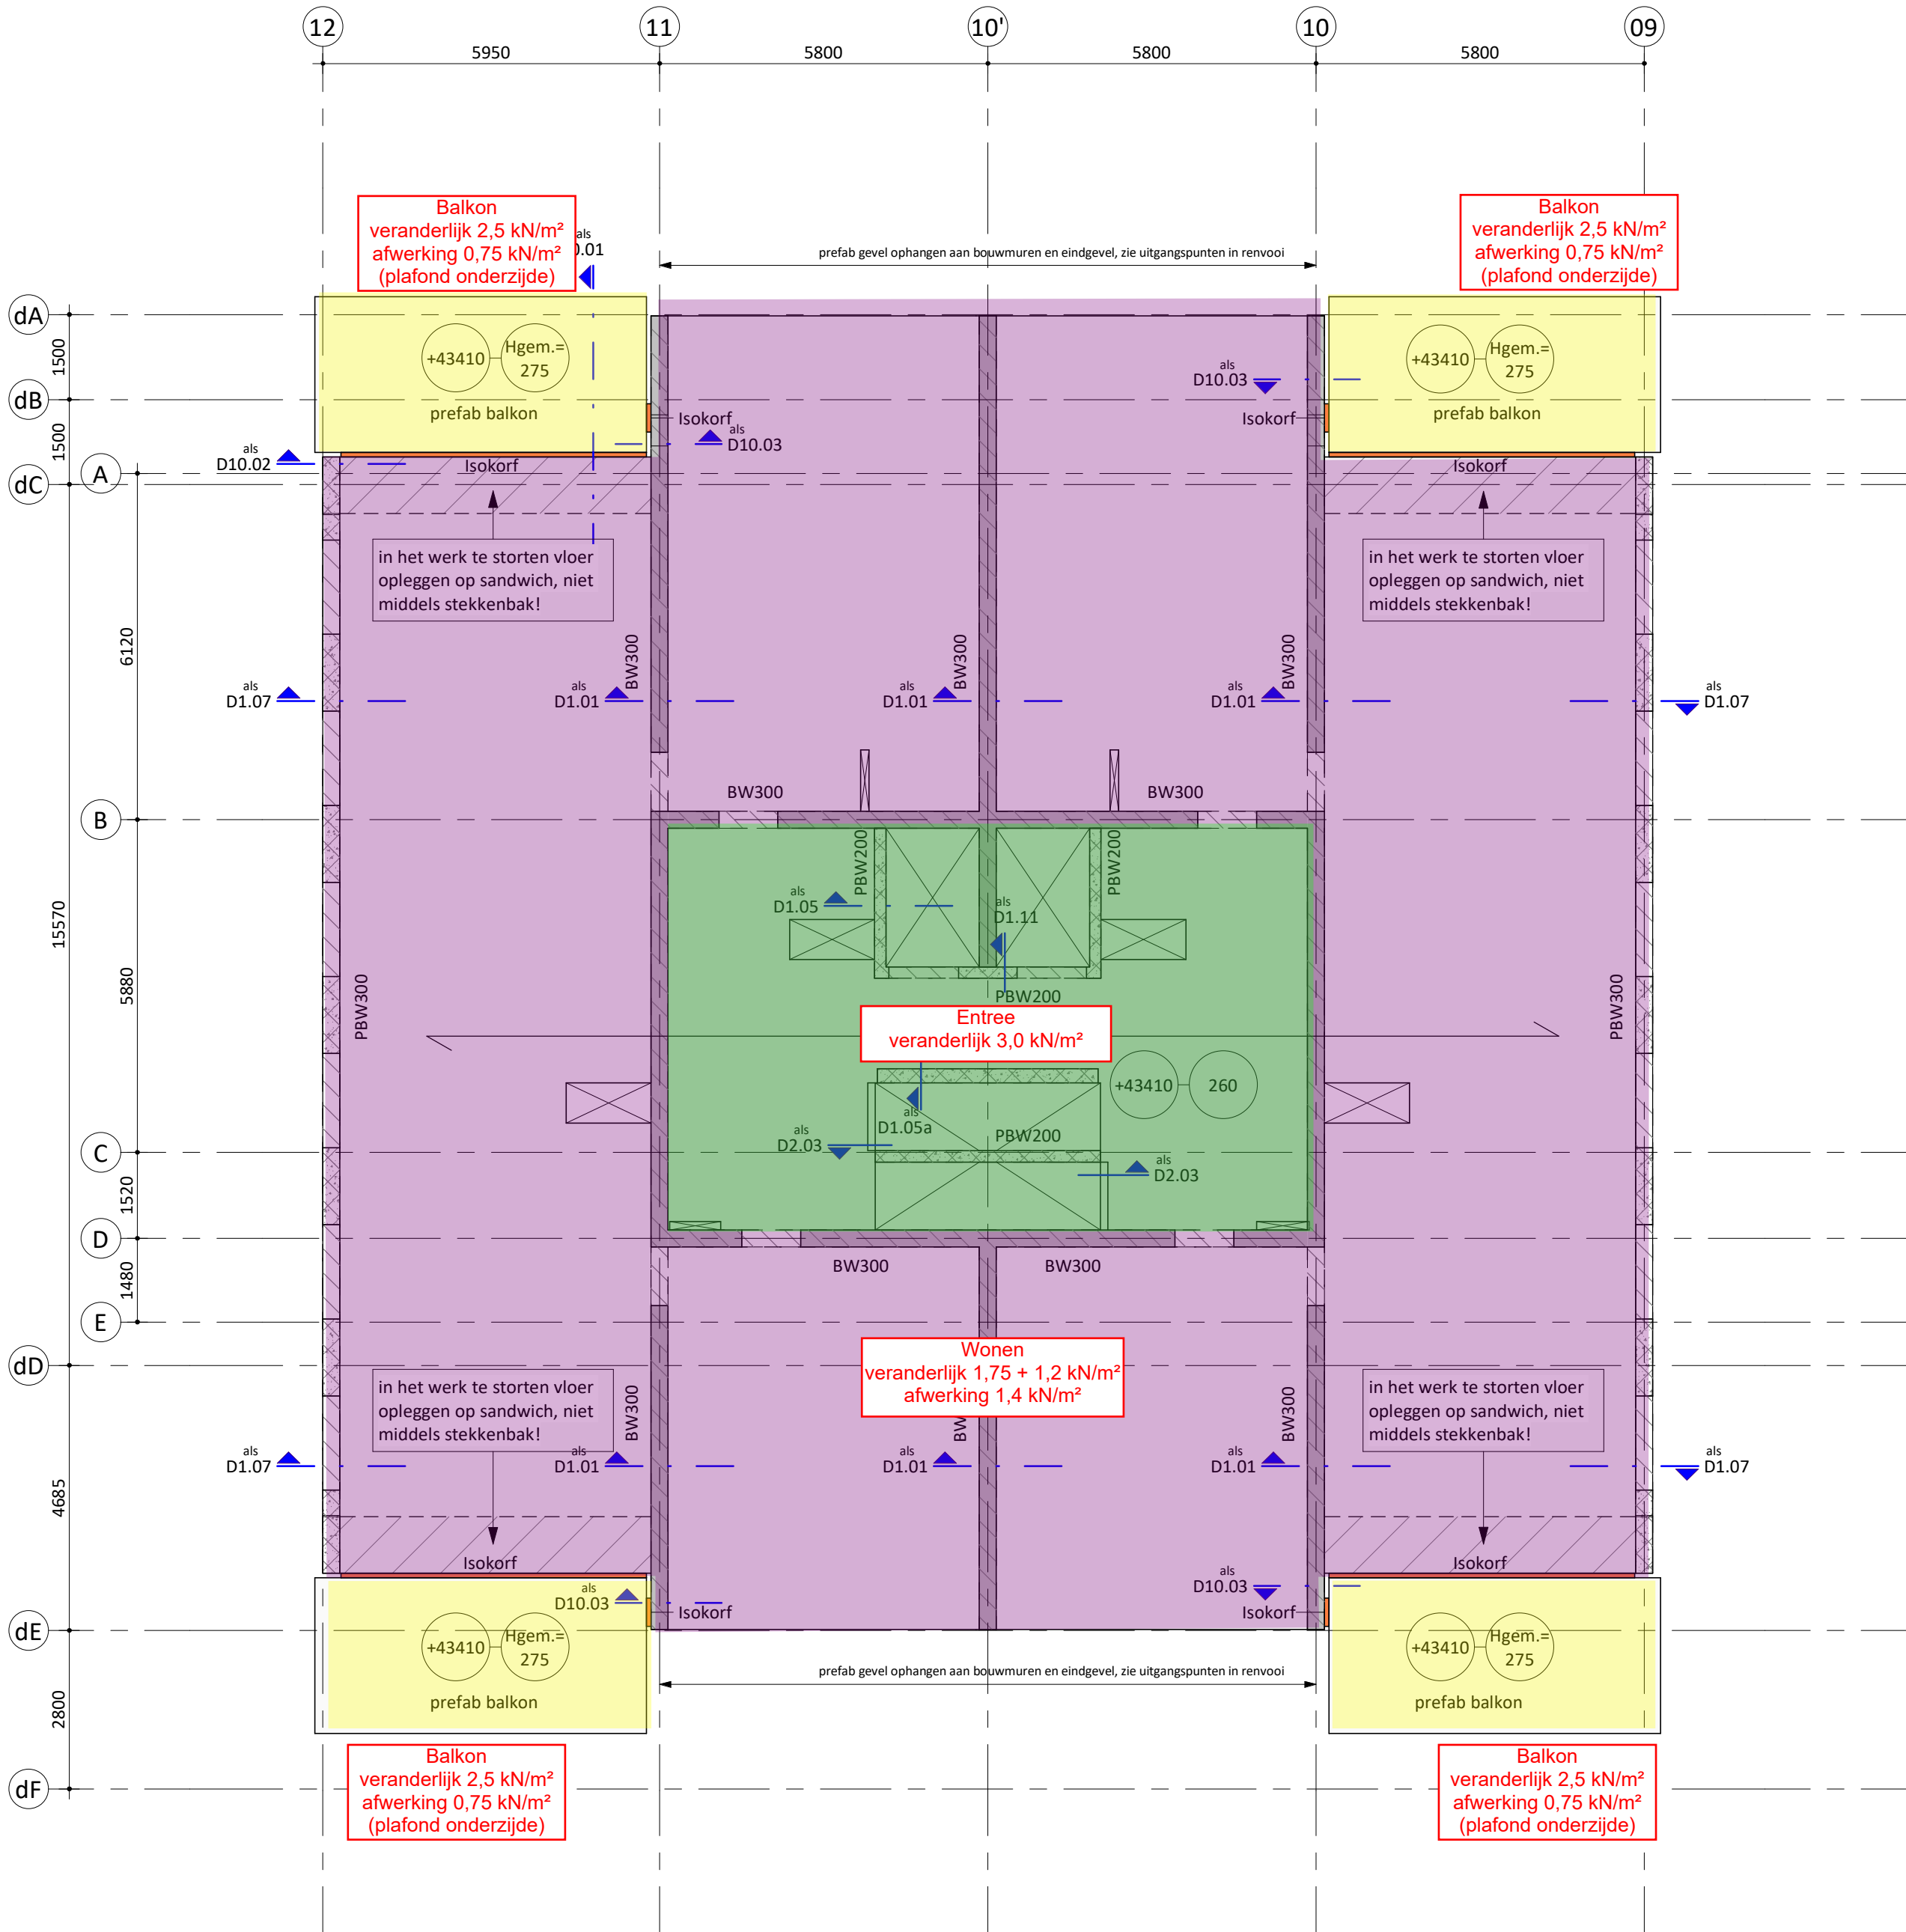 12
11
10'
10
09
5950
5800
5800
5800
Balkon
veranderlijk 2,5 kN/m²
afwerking 0,75 kN/m²
(plafond onderzijde)
als
0.01
prefab gevel ophangen aan bouwmuren en eindgevel, zie uitgangspunten in renvooi
Balkon
veranderlijk 2,5 kN/m²
afwerking 0,75 kN/m²
(plafond onderzijde)
dA
1500
dB
1500
A
dC
+43410
Hgem.=
275
prefab balkon
als
D10.03
+43410
Hgem.=
275
prefab balkon
Isokorf
als
D10.03
Isokorf
als
D10.02
Isokorf
Isokorf
in het werk te storten vloer
opleggen op sandwich, niet
middels stekkenbak!
in het werk te storten vloer
opleggen op sandwich, niet
middels stekkenbak!
6120
BW300
BW300
BW300
als
D1.07
als
D1.01
als
D1.01
als
D1.01
als
D1.07
BW300
BW300
B
PBW200
PBW200
als
D1.05
als
D1.11
15570
5880
PBW300
PBW200
PBW300
Entree
veranderlijk 3,0 kN/m²
+43410
260
als
D1.05a
als
D2.03
PBW200
als
D2.03
C
1520
D
1480
BW300
BW300
E
Wonen
veranderlijk 1,75 + 1,2 kN/m²
afwerking 1,4 kN/m²
dD
in het werk te storten vloer
opleggen op sandwich, niet
middels stekkenbak!
in het werk te storten vloer
opleggen op sandwich, niet
middels stekkenbak!
BW300
BW
BW300
als
D1.07
als
D1.01
als
D1.01
als
D1.01
als
D1.07
4685
Isokorf
Isokorf
als
D10.03
als
D10.03
Isokorf
Isokorf
dE
+43410
Hgem.=
275
prefab balkon
+43410
Hgem.=
275
prefab balkon
prefab gevel ophangen aan bouwmuren en eindgevel, zie uitgangspunten in renvooi
2800
Balkon
veranderlijk 2,5 kN/m²
afwerking 0,75 kN/m²
(plafond onderzijde)
Balkon
veranderlijk 2,5 kN/m²
afwerking 0,75 kN/m²
(plafond onderzijde)
dF